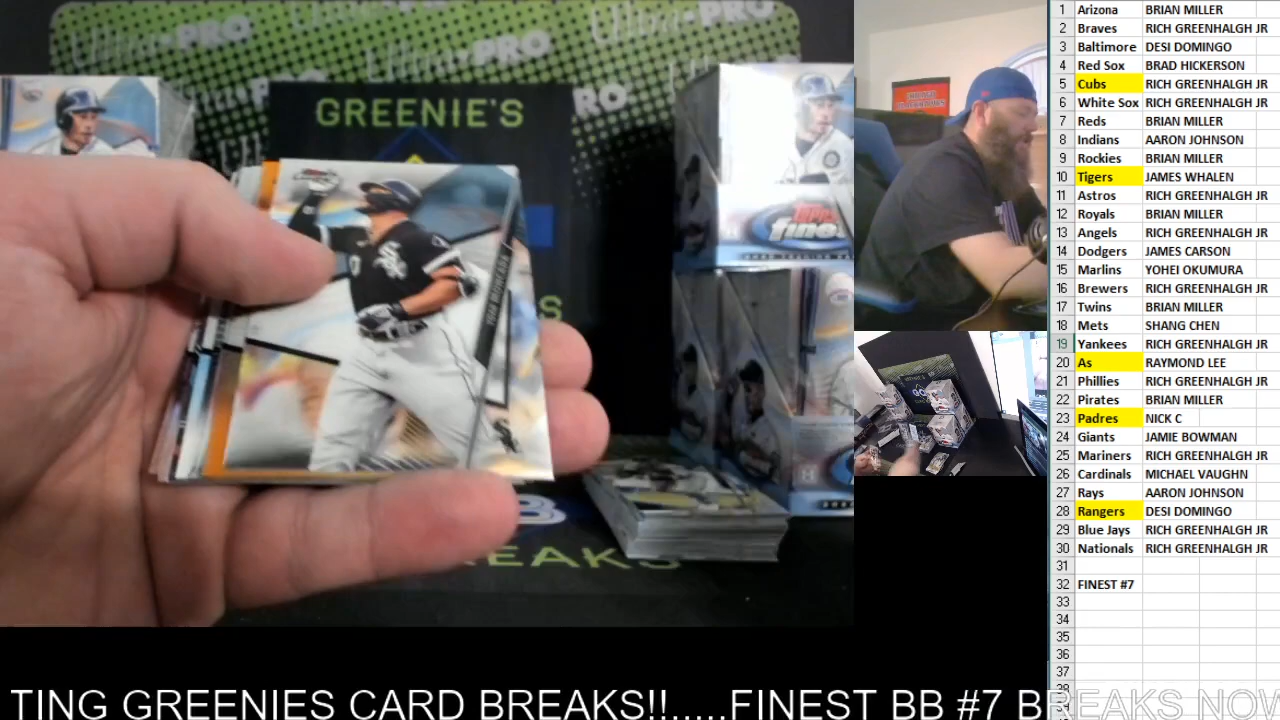 Ultra•PRO
PRO
GREENIE'S
Topps
finest
BREAKS
1 Arizona BRIAN MILLER
2 Braves RICH GREENHALGH JR
3 Baltimore DESI DOMINGO
4 Red Sox BRAD HICKERSON
5 Cubs RICH GREENHALGH JR
6 White Sox RICH GREENHALGH JR
7 Reds BRIAN MILLER
8 Indians AARON JOHNSON
9 Rockies BRIAN MILLER
10 Tigers JAMES WHALEN
11 Astros RICH GREENHALGH JR
12 Royals BRIAN MILLER
13 Angels RICH GREENHALGH JR
14 Dodgers JAMES CARSON
15 Marlins YOHEI OKUMURA
16 Brewers RICH GREENHALGH JR
17 Twins BRIAN MILLER
18 Mets SHANG CHEN
19 Yankees RICH GREENHALGH JR
20 As RAYMOND LEE
21 Phillies RICH GREENHALGH JR
22 Pirates BRIAN MILLER
23 Padres NICK C
24 Giants JAMIE BOWMAN
25 Mariners RICH GREENHALGH JR
26 Cardinals MICHAEL VAUGHN
27 Rays AARON JOHNSON
28 Rangers DESI DOMINGO
29 Blue Jays RICH GREENHALGH JR
30 Nationals RICH GREENHALGH JR
31
32 FINEST #7
33
34
35
36
37
38
TING GREENIES CARD BREAKS!!.....FINEST BB #7 BREAKS NOW